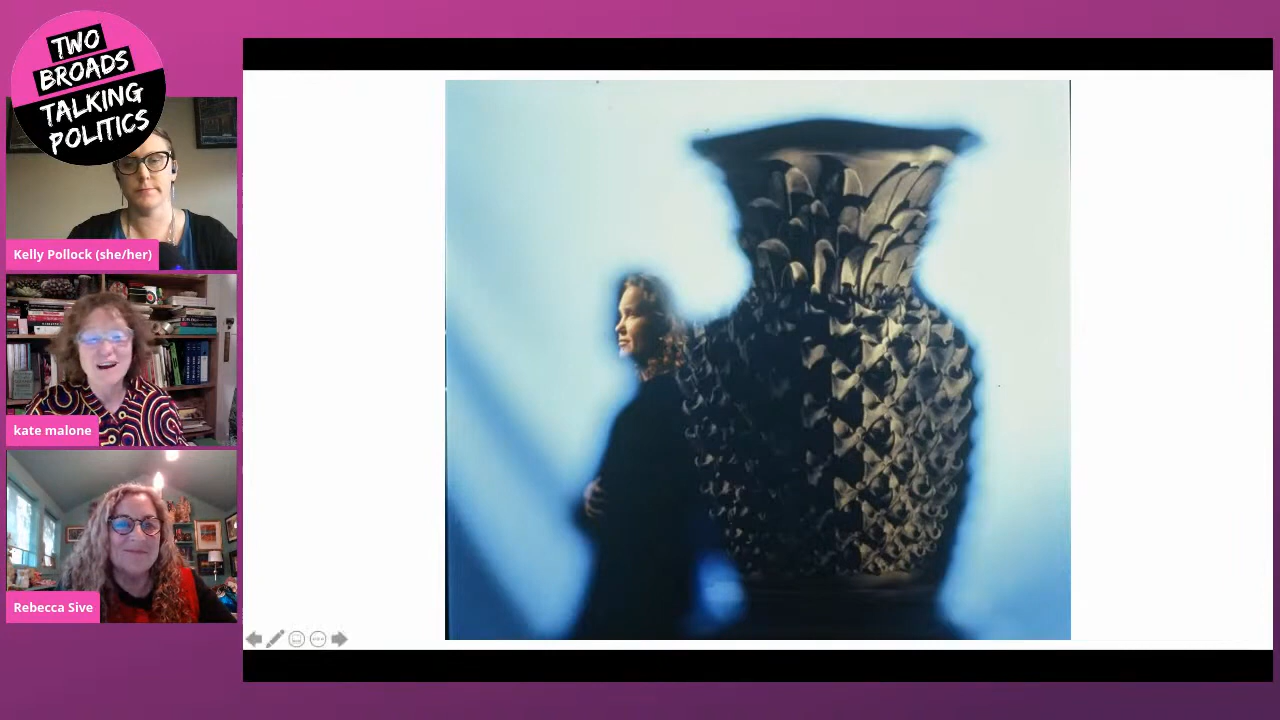 TWO
BROADS
TALKING
POLITICS
Kelly Pollock (she/her)
kate malone
Rebecca Sive